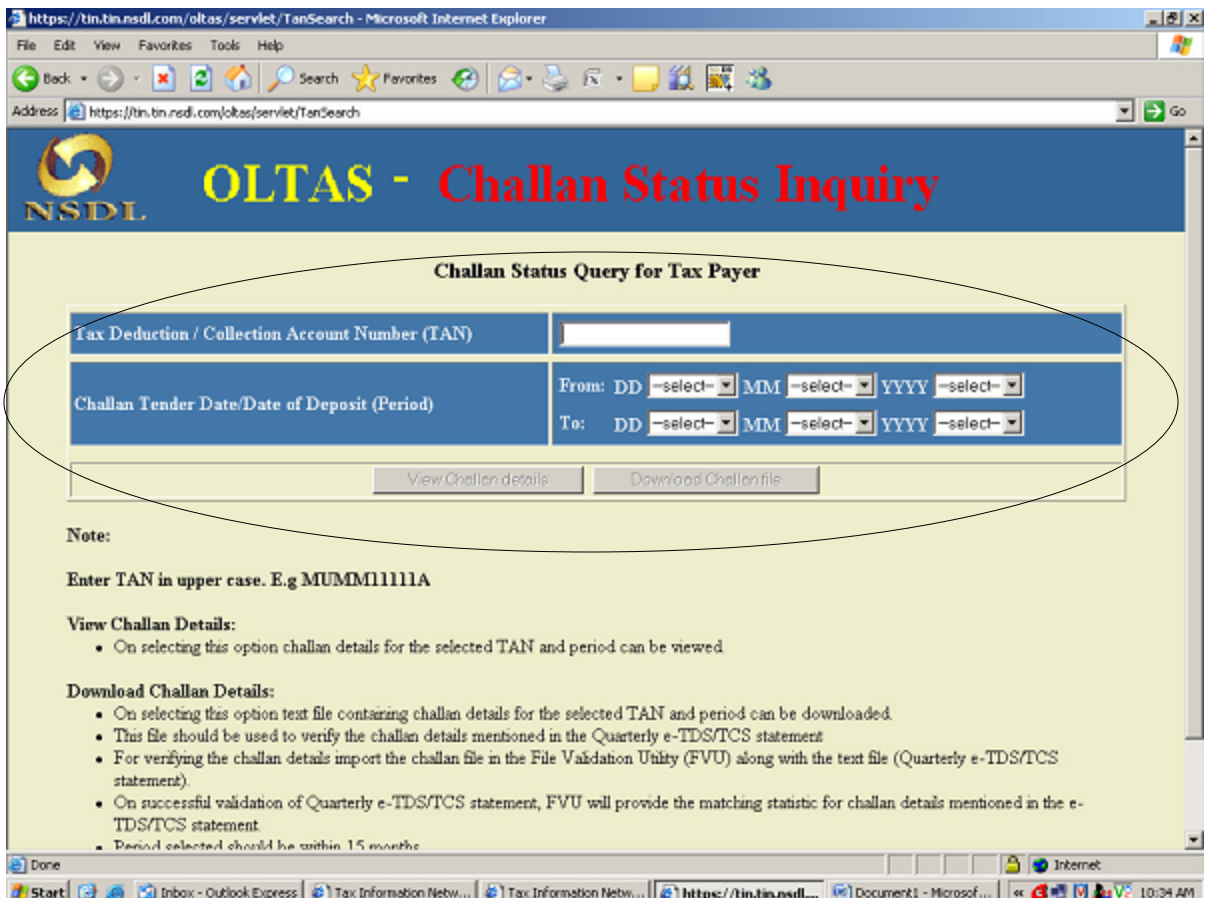 https://tin.tin.nsdl.com/oltas/servlet/TanSearch - Microsoft Internet Explorer
File Edit View Favorites Tools Help
Back Search Favorites
Address https://tin.tin.nsdl.com/oltas/servlet/TanSearch Go
NSDL
OLTAS - Challan Status Inquiry
Challan Status Query for Tax Payer
Tax Deduction / Collection Account Number (TAN)
Challan Tender Date/Date of Deposit (Period)
From: DD --select-- MM --select-- YYYY --select--
To: DD --select-- MM --select-- YYYY --select--
View Challan details Download Challan file
Note:
Enter TAN in upper case. E.g MUMM11111A
View Challan Details:
• On selecting this option challan details for the selected TAN and period can be viewed.
Download Challan Details:
• On selecting this option text file containing challan details for the selected TAN and period can be downloaded.
• This file should be used to verify the challan details mentioned in the Quarterly e-TDS/TCS statement
• For verifying the challan details import the challan file in the File Validation Utility (FVU) along with the text file (Quarterly e-TDS/TCS
statement).
• On successful validation of Quarterly e-TDS/TCS statement, FVU will provide the matching statistic for challan details mentioned in the e-
TDS/TCS statement.
• Period selected should be within 15 months
Done Internet
Start Inbox - Outlook Express Tax Information Netw... Tax Information Netw... https://tin.tin.nsdl.... Document1 - Microsof... « 10:34 AM